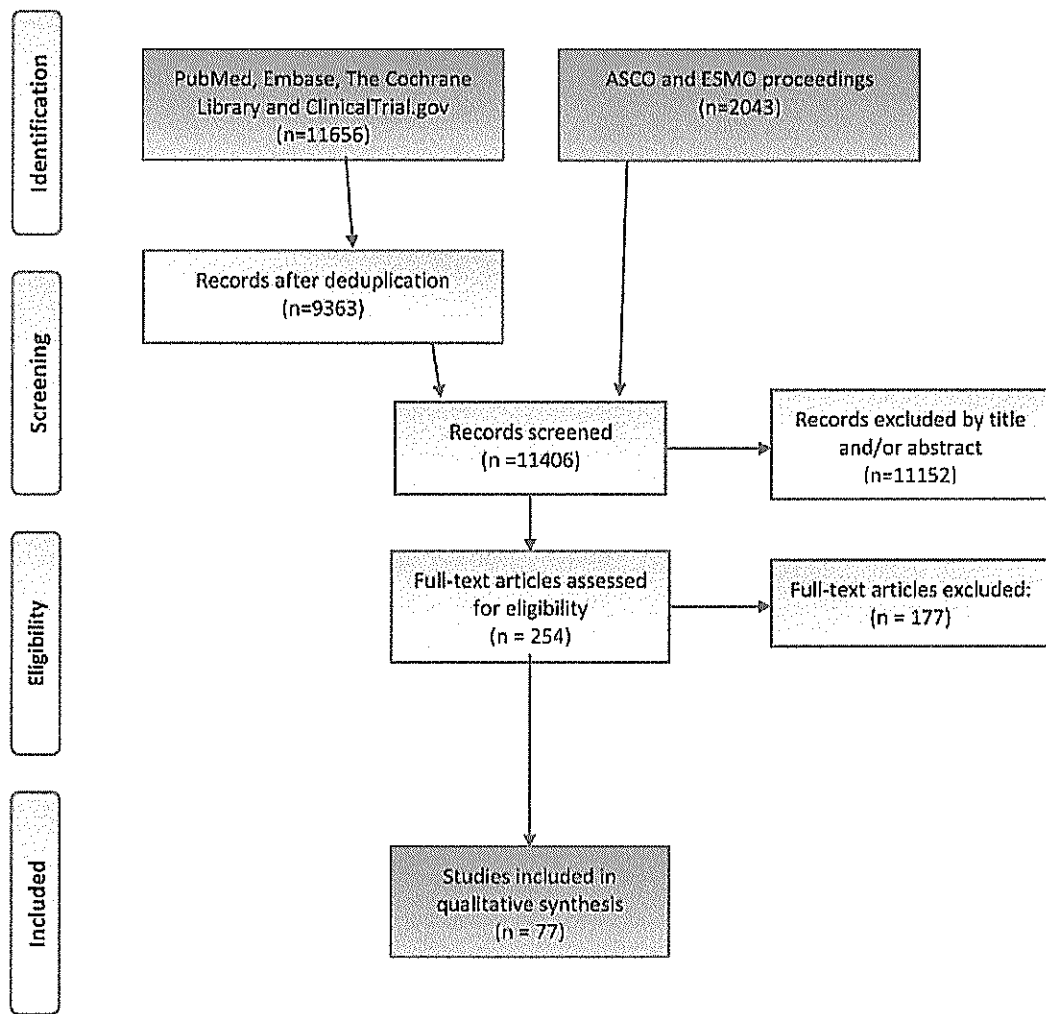 Identification
PubMed, Embase, The Cochrane
Library and ClinicalTrial.gov
(n=11656)
ASCO and ESMO proceedings
(n=2043)
Screening
Records after deduplication
(n=9363)
Records screened
(n =11406)
Records excluded by title
and/or abstract
(n=11152)
Eligibility
Full-text articles assessed
for eligibility
(n = 254)
Full-text articles excluded:
(n = 177)
Included
Studies included in
qualitative synthesis
(n = 77)